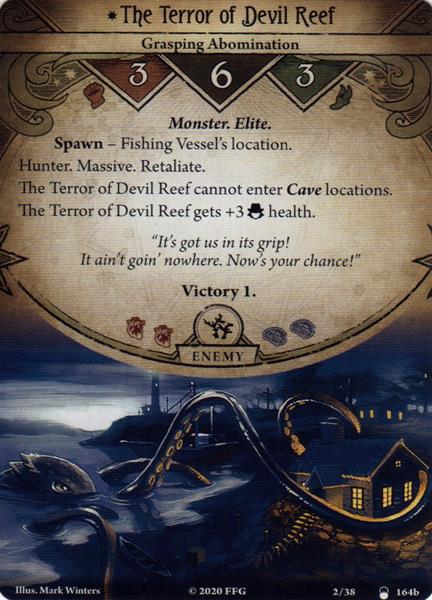 The Terror of Devil Reef
Grasping Abomination
3 6 3
Monster. Elite.
Spawn – Fishing Vessel's location.
Hunter. Massive. Retaliate.
The Terror of Devil Reef cannot enter Cave locations.
The Terror of Devil Reef gets +3 health.
"It's got us in its grip!
It ain't goin' nowhere. Now's your chance!"
Victory 1.
ENEMY
Illus. Mark Winters © 2020 FFG 2/38 164b